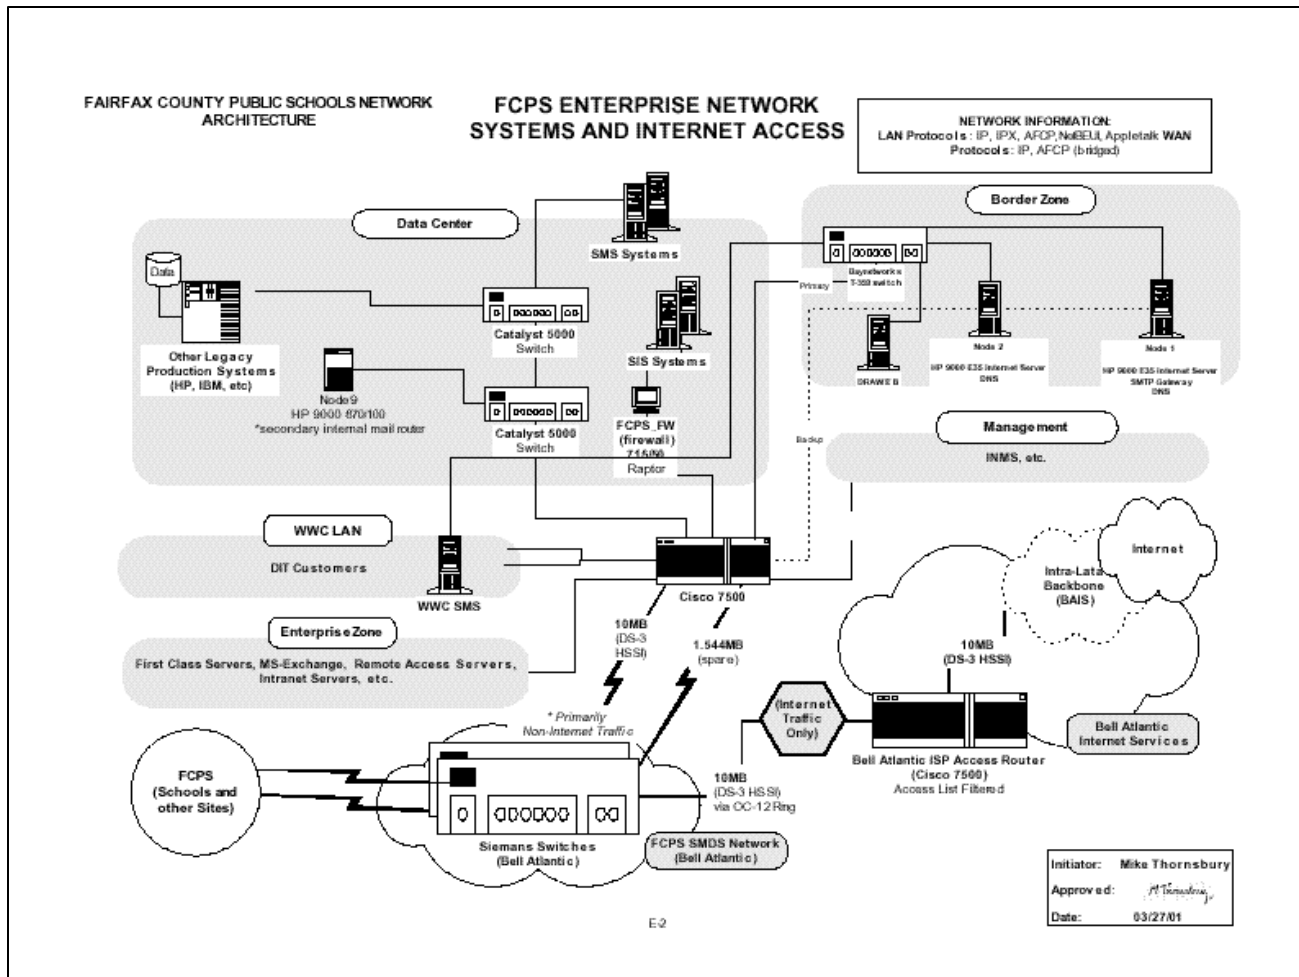 FAIRFAX COUNTY PUBLIC SCHOOLS NETWORK
ARCHITECTURE
FCPS ENTERPRISE NETWORK
SYSTEMS AND INTERNET ACCESS
NETWORK INFORMATION:
LAN Protocols: IP, IPX, AFCP, NetBEUI, Appletalk WAN
Protocols: IP, AFCP (bridged)
Data Center
SMS Systems
Border Zone
Baynetworks
switch
Primary
Data
Catalyst 5000
Switch
SIS Systems
Other Legacy
Production Systems
(HP, IBM, etc)
Node 9
HP 9000 870/100
*secondary internal mail router
Catalyst 5000
Switch
FCPS_FW
(firewall)
Raptor
Node 2
HP 9000 E35 Internet Server
DNS
Node 1
HP 9000 E35 Internet Server
SMTP Gateway
DNS
Backup
Management
INMS, etc.
WWC LAN
DIT Customers
WWC SMS
Cisco 7500
Internet
Intra-Lata
Backbone
(BAIS)
Enterprise Zone
First Class Servers, MS-Exchange, Remote Access Servers,
Intranet Servers, etc.
10MB
(DS-3
HSSI)
1.544MB
(spare)
10MB
(DS-3 HSSI)
* Primarily
Non-Internet Traffic
(Internet
Traffic
Only)
Bell Atlantic
Internet Services
Bell Atlantic ISP Access Router
(Cisco 7500)
Access List Filtered
FCPS
(Schools and
other Sites)
10MB
(DS-3 HSSI)
via OC-12 Ring
Siemans Switches
(Bell Atlantic)
FCPS SMDS Network
(Bell Atlantic)
Initiator: Mike Thornsbury
Approved:
Date: 03/27/01
E-2